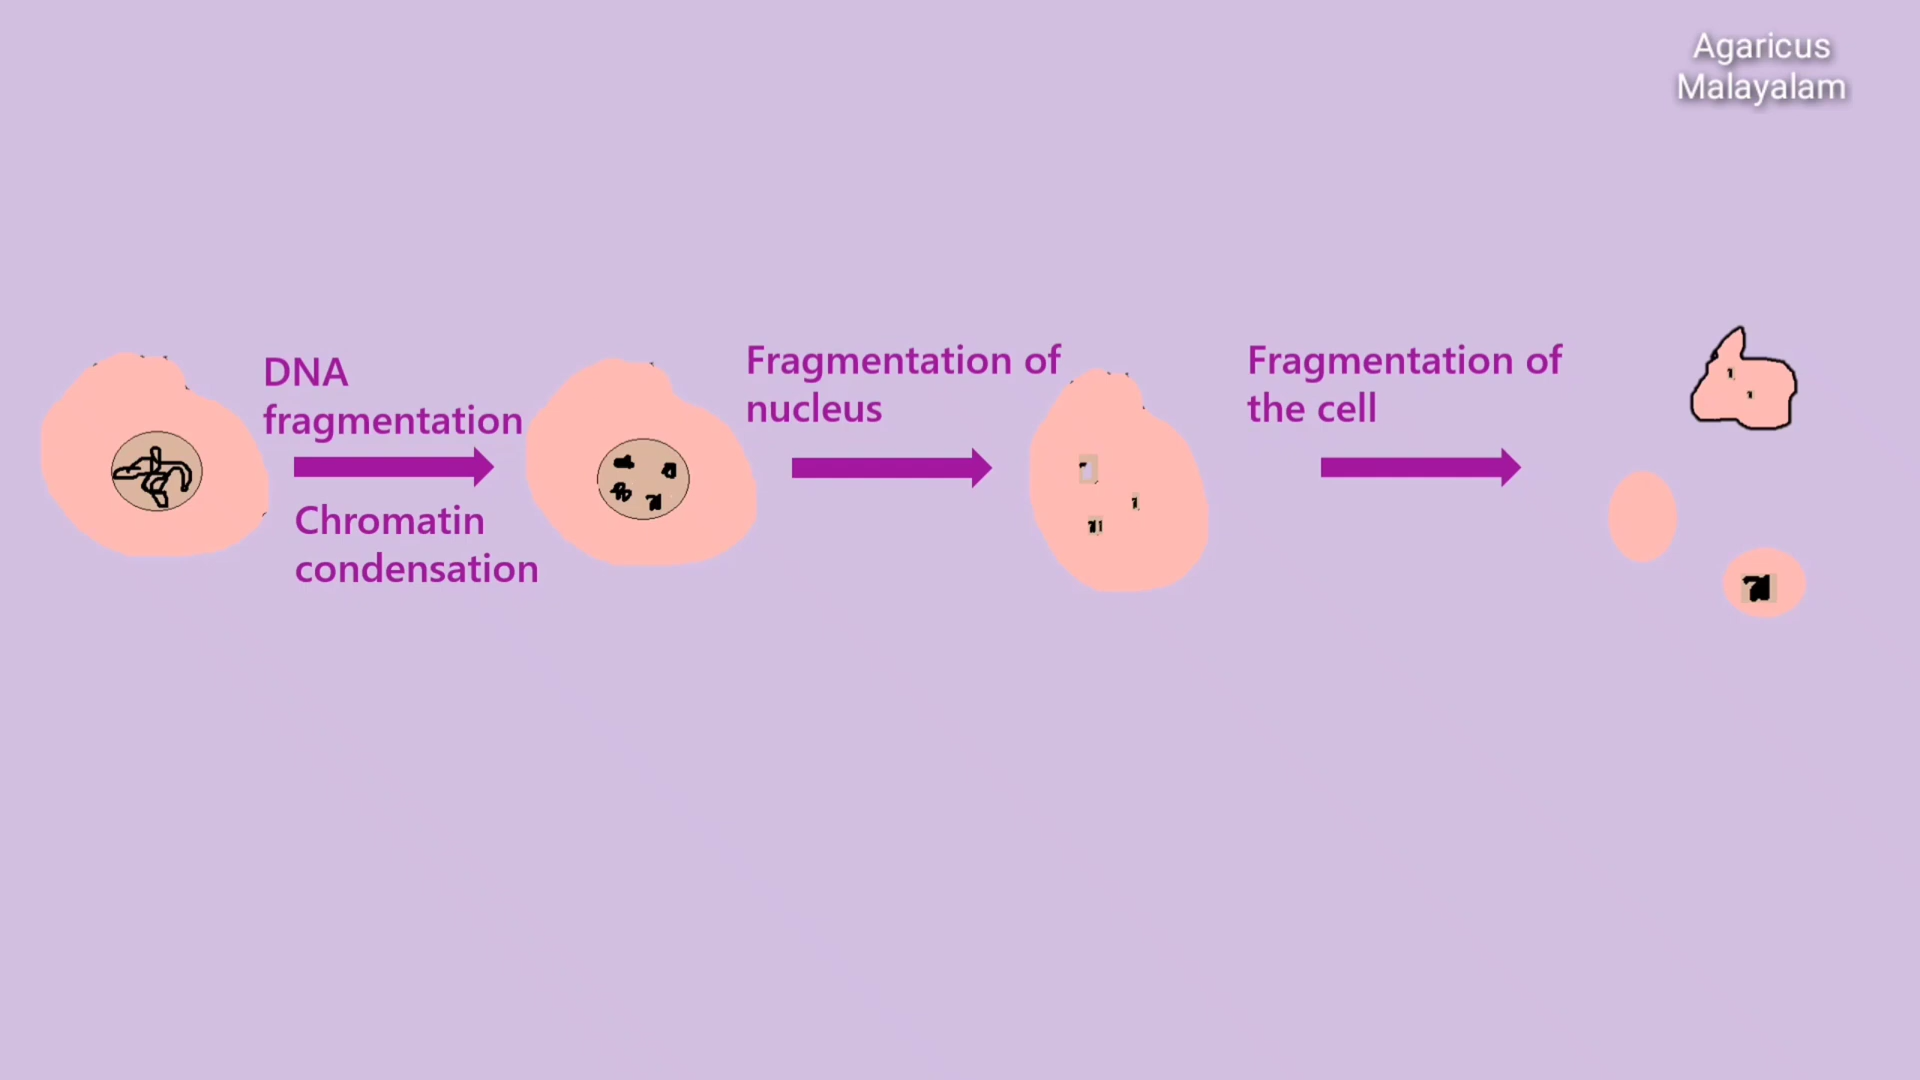 Agaricus
Malayalam
DNA
fragmentation
Chromatin
condensation
Fragmentation of
nucleus
Fragmentation of
the cell